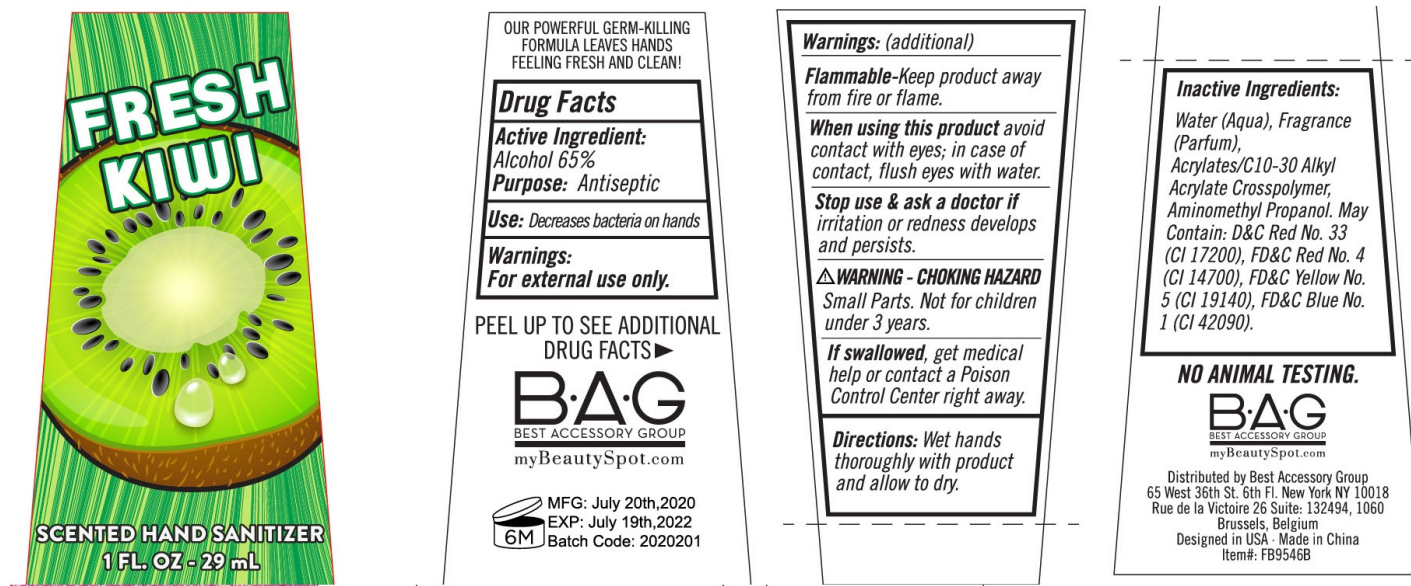 FRESH
KIWI
SCENTED HAND SANITIZER
1 FL. OZ - 29 mL
OUR POWERFUL GERM-KILLING
FORMULA LEAVES HANDS
FEELING FRESH AND CLEAN!
Drug Facts
Active Ingredient:
Alcohol 65%
Purpose: Antiseptic
Use: Decreases bacteria on hands
Warnings:
For external use only.
PEEL UP TO SEE ADDITIONAL
DRUG FACTS▶
B·A·G
BEST ACCESSORY GROUP
myBeautySpot.com
6M
MFG: July 20th,2020
EXP: July 19th,2022
Batch Code: 2020201
Warnings: (additional)
Flammable-Keep product away
from fire or flame.
When using this product avoid
contact with eyes; in case of
contact, flush eyes with water.
Stop use & ask a doctor if
irritation or redness develops
and persists.
⚠WARNING - CHOKING HAZARD
Small Parts. Not for children
under 3 years.
If swallowed, get medical
help or contact a Poison
Control Center right away.
Directions: Wet hands
thoroughly with product
and allow to dry.
Inactive Ingredients:
Water (Aqua), Fragrance
(Parfum),
Acrylates/C10-30 Alkyl
Acrylate Crosspolymer,
Aminomethyl Propanol. May
Contain: D&C Red No. 33
(CI 17200), FD&C Red No. 4
(CI 14700), FD&C Yellow No.
5 (CI 19140), FD&C Blue No.
1 (CI 42090).
NO ANIMAL TESTING.
B·A·G
BEST ACCESSORY GROUP
myBeautySpot.com
Distributed by Best Accessory Group
65 West 36th St. 6th Fl. New York NY 10018
Rue de la Victoire 26 Suite: 132494, 1060
Brussels, Belgium
Designed in USA · Made in China
Item#: FB9546B